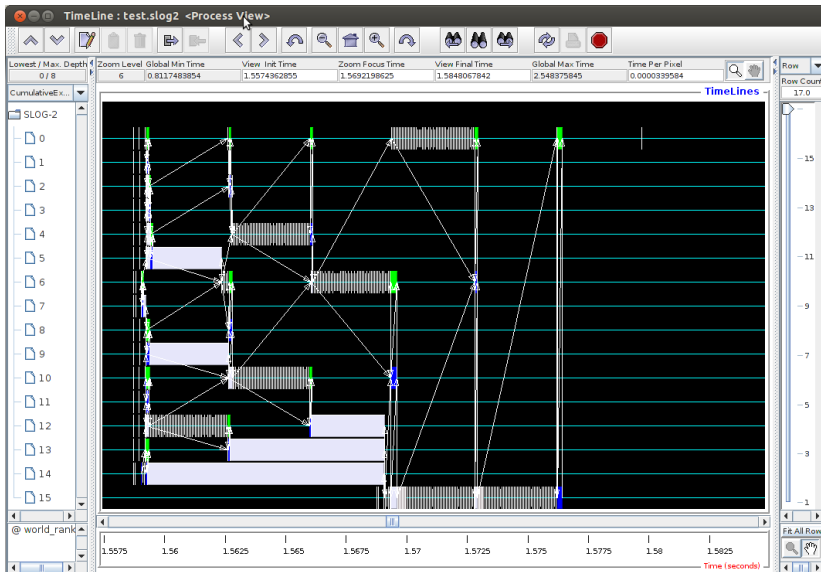 TimeLine : test.slog2 <Process View>
Lowest / Max. Depth
0 / 8
Zoom Level
6
Global Min Time
0.8117483854
View Init Time
1.5574362855
Zoom Focus Time
1.5692198625
View Final Time
1.5848067842
Global Max Time
2.548375845
Time Per Pixel
0.0000339584
Row
Row Count
17.0
CumulativeEx...
TimeLines
SLOG-2
0
1
2
3
4
5
6
7
8
9
10
11
12
13
14
15
15
13
11
9
7
5
3
1
@ world_rank
Fit All Row
1.5575
1.56
1.5625
1.565
1.5675
1.57
1.5725
1.575
1.5775
1.58
1.5825
Time (seconds)